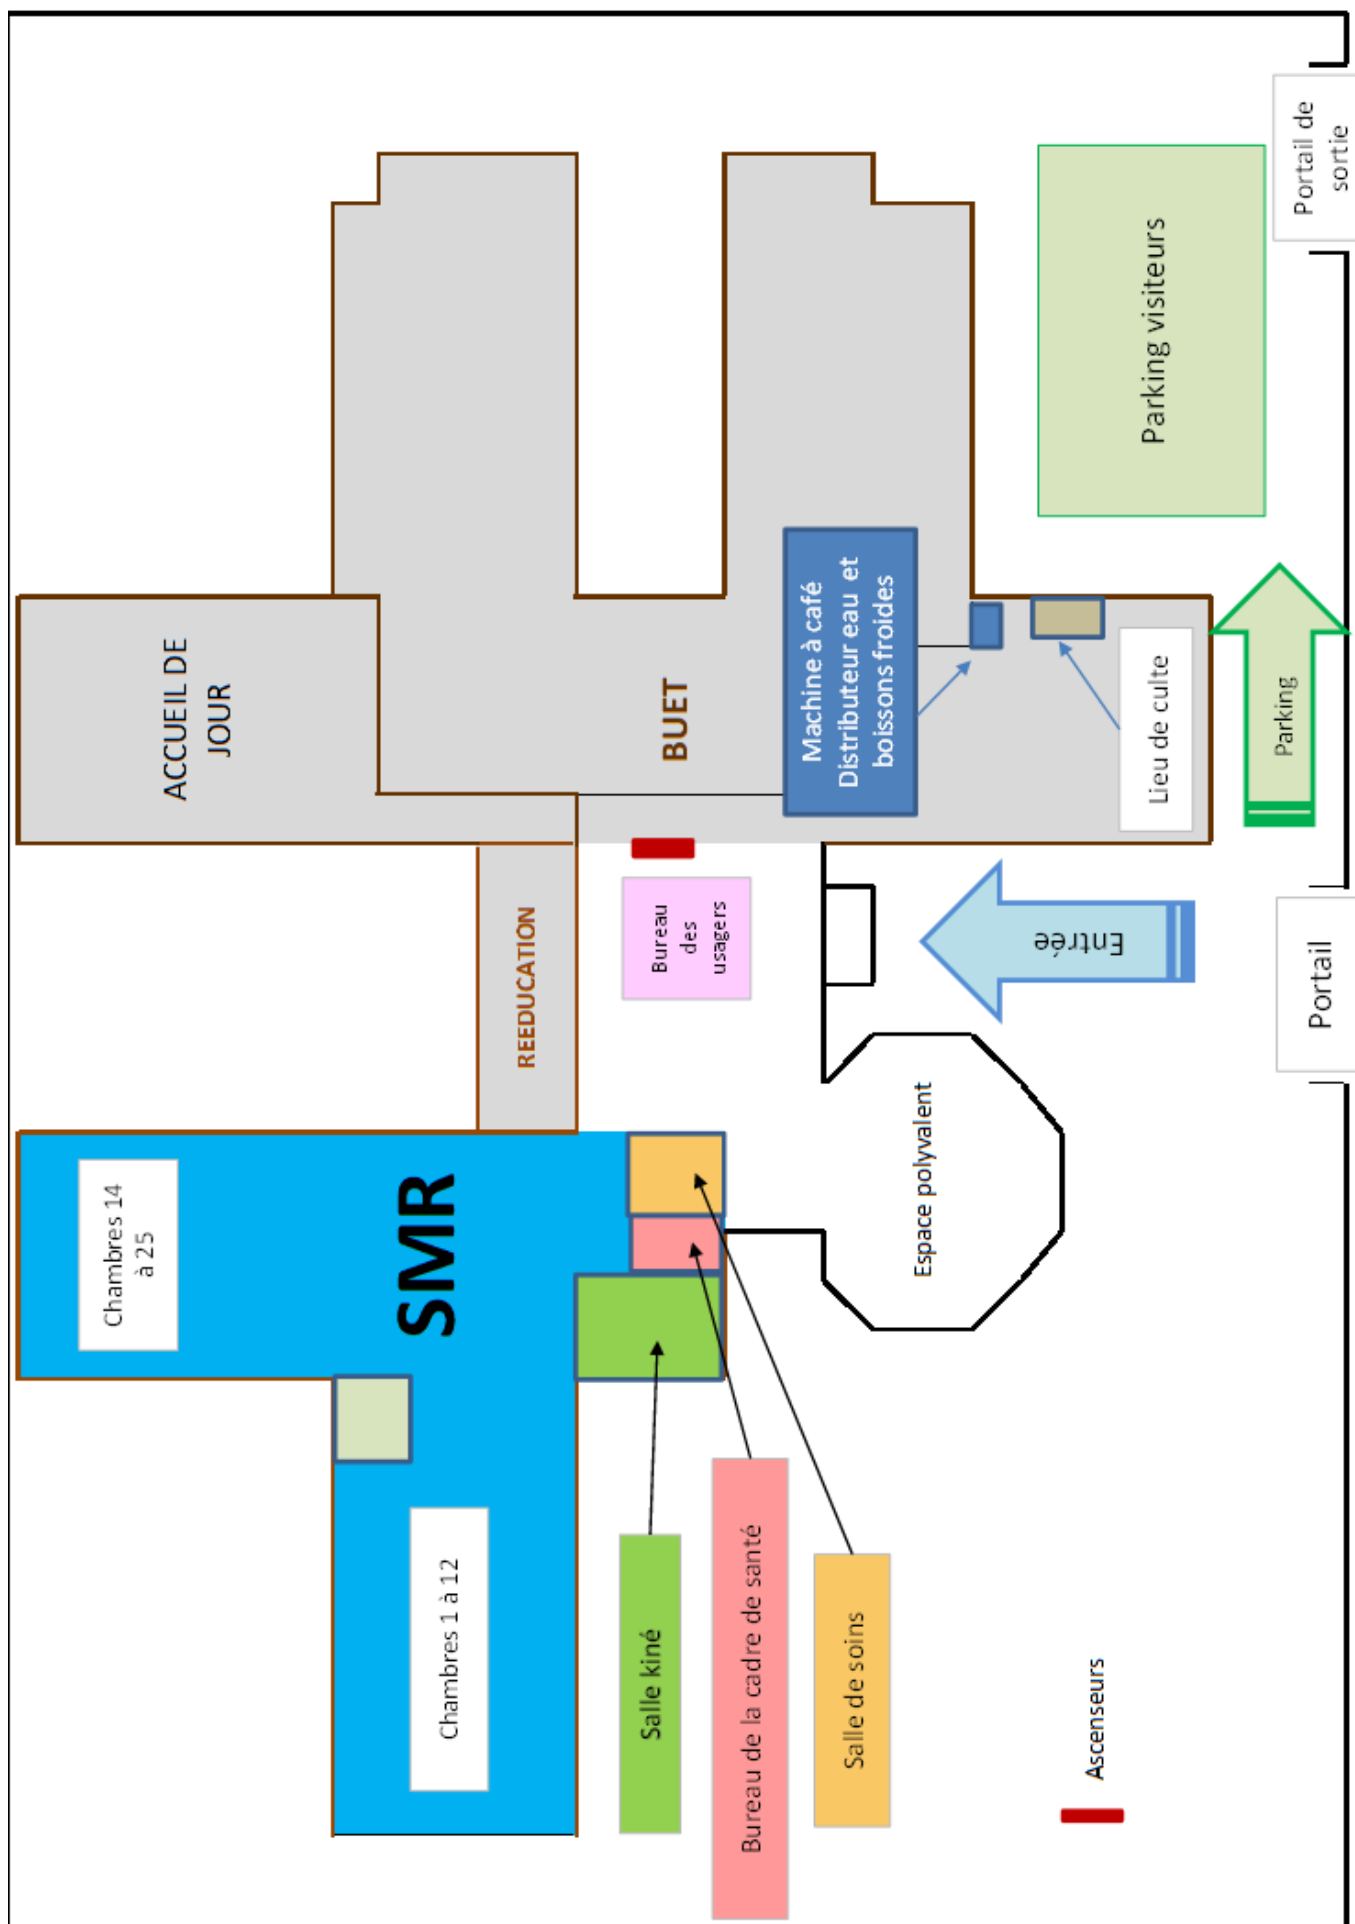 Chambres 14
à 25
SMR
Chambres 1 à 12
Salle kiné
Bureau de la cadre de santé
Salle de soins
Ascenseurs
REEDUCATION
Bureau
des
usagers
Espace polyvalent
Entrée
Portail
ACCUEIL DE
JOUR
BUET
Machine à café
Distributeur eau et
boissons froides
Lieu de culte
Parking
Parking visiteurs
Portail de
sortie